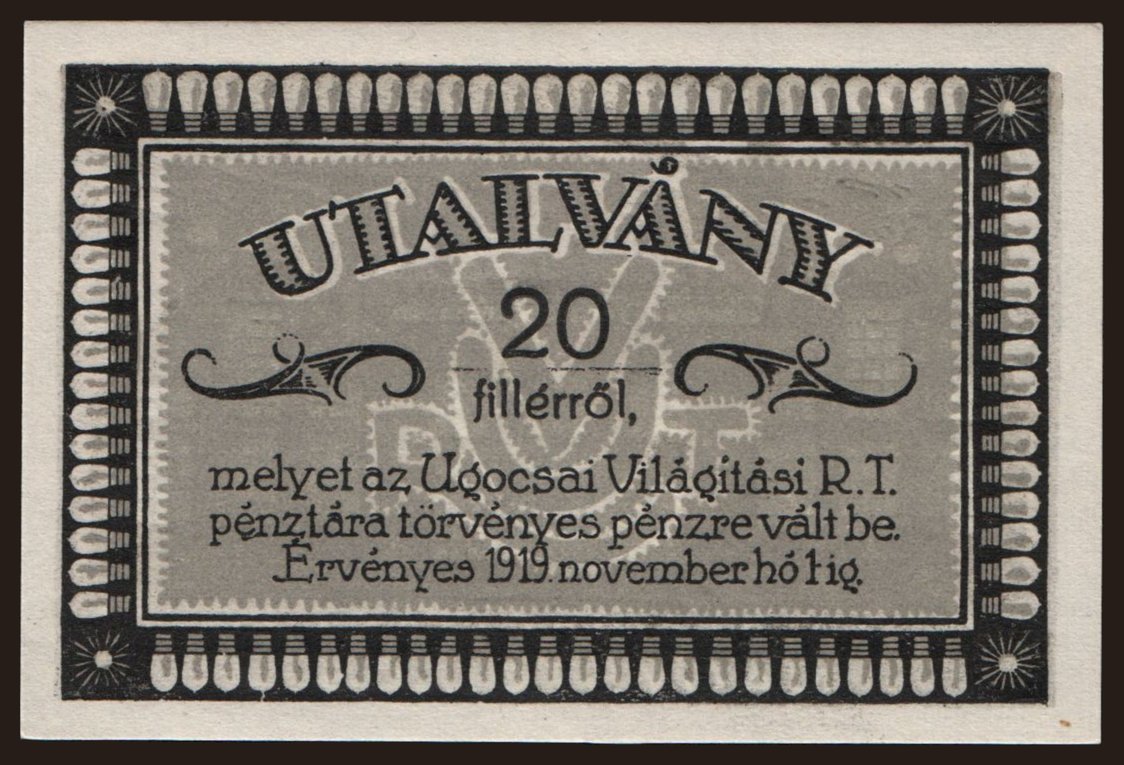 UTALVÁNY
20
fillérről,
melyet az Ugocsai Világitási R.T.
pénztára törvényes pénzre vált be.
Érvényes 1919. november hó 1 ig.
U V
R T